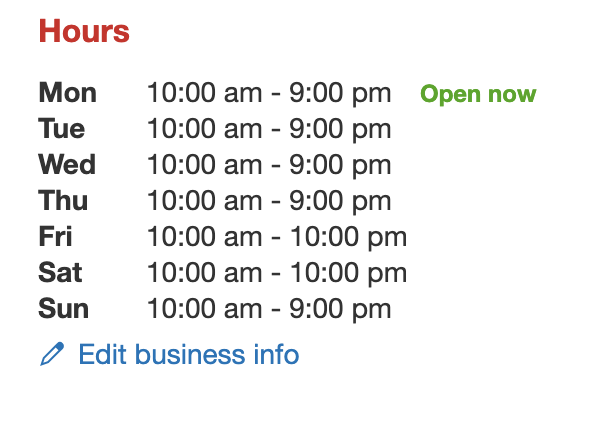 Hours
Mon 10:00 am - 9:00 pm Open now
Tue 10:00 am - 9:00 pm
Wed 10:00 am - 9:00 pm
Thu 10:00 am - 9:00 pm
Fri 10:00 am - 10:00 pm
Sat 10:00 am - 10:00 pm
Sun 10:00 am - 9:00 pm
Edit business info